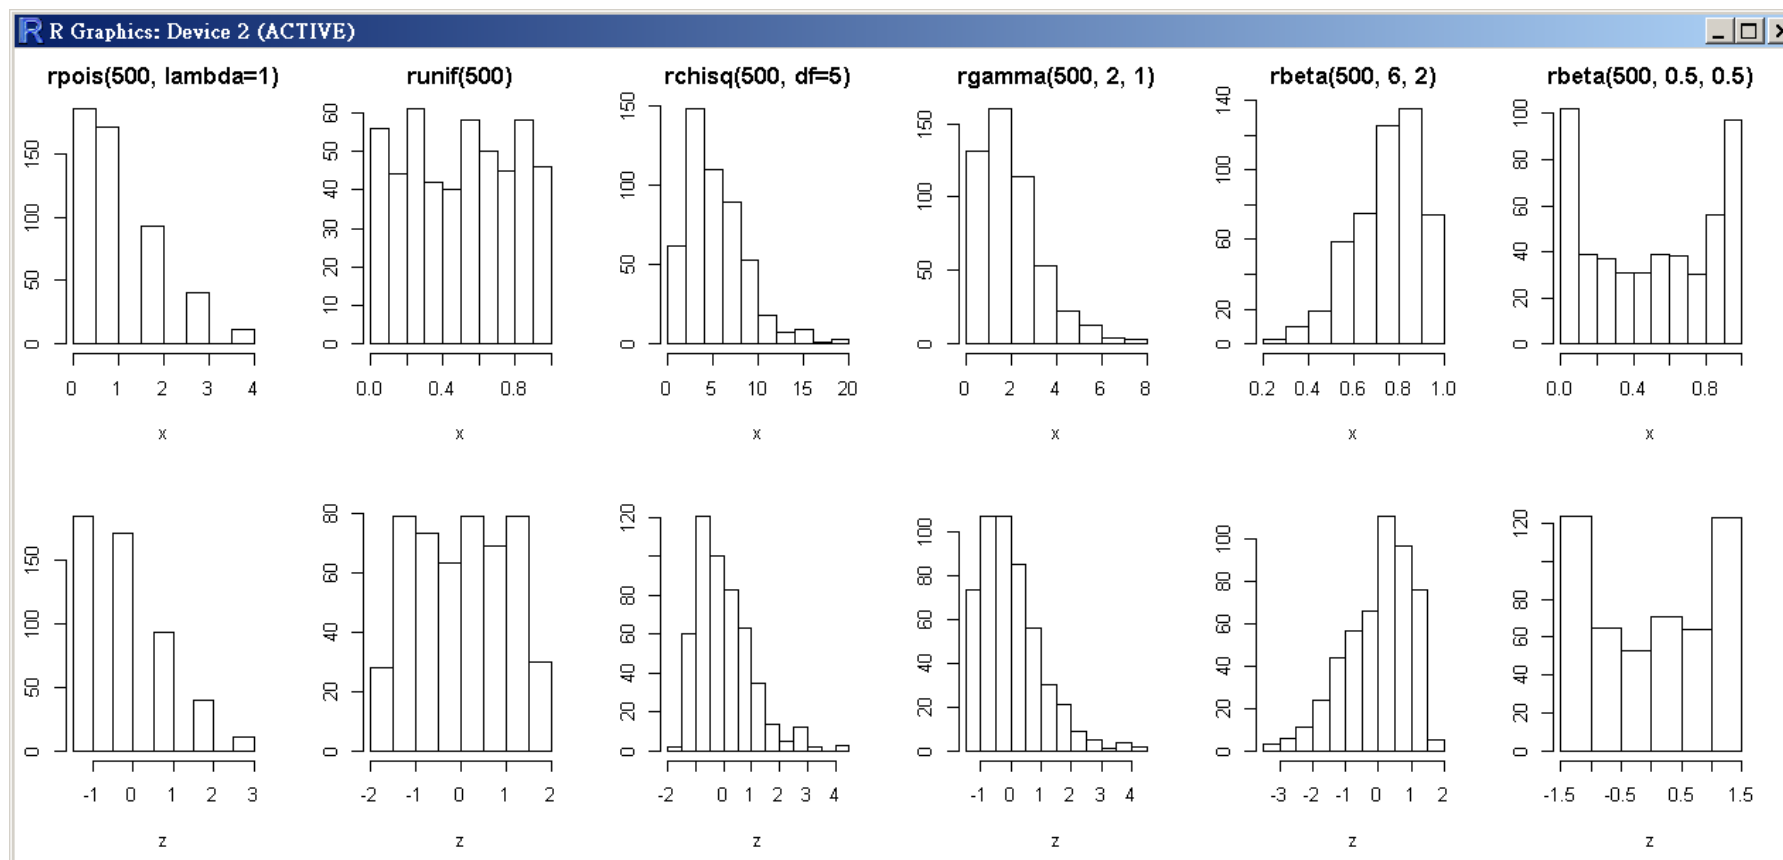 R Graphics: Device 2 (ACTIVE)
rpois(500, lambda=1)
0 50 100 150
0 1 2 3 4
x
runif(500)
0 10 20 30 40 50 60
0.0 0.4 0.8
x
rchisq(500, df=5)
0 50 100 150
0 5 10 15 20
x
rgamma(500, 2, 1)
0 50 100 150
0 2 4 6 8
x
rbeta(500, 6, 2)
0 20 60 100 140
0.2 0.4 0.6 0.8 1.0
x
rbeta(500, 0.5, 0.5)
0 20 40 60 80 100
0.0 0.4 0.8
x
0 50 100 150
-1 0 1 2 3
z
0 20 40 60 80
-2 -1 0 1 2
z
0 20 40 60 80 120
-2 0 1 2 3 4
z
0 20 40 60 80 100
-1 0 1 2 3 4
z
0 20 40 60 80 100
-3 -2 -1 0 1 2
z
0 20 40 60 80 120
-1.5 -0.5 0.5 1.5
z